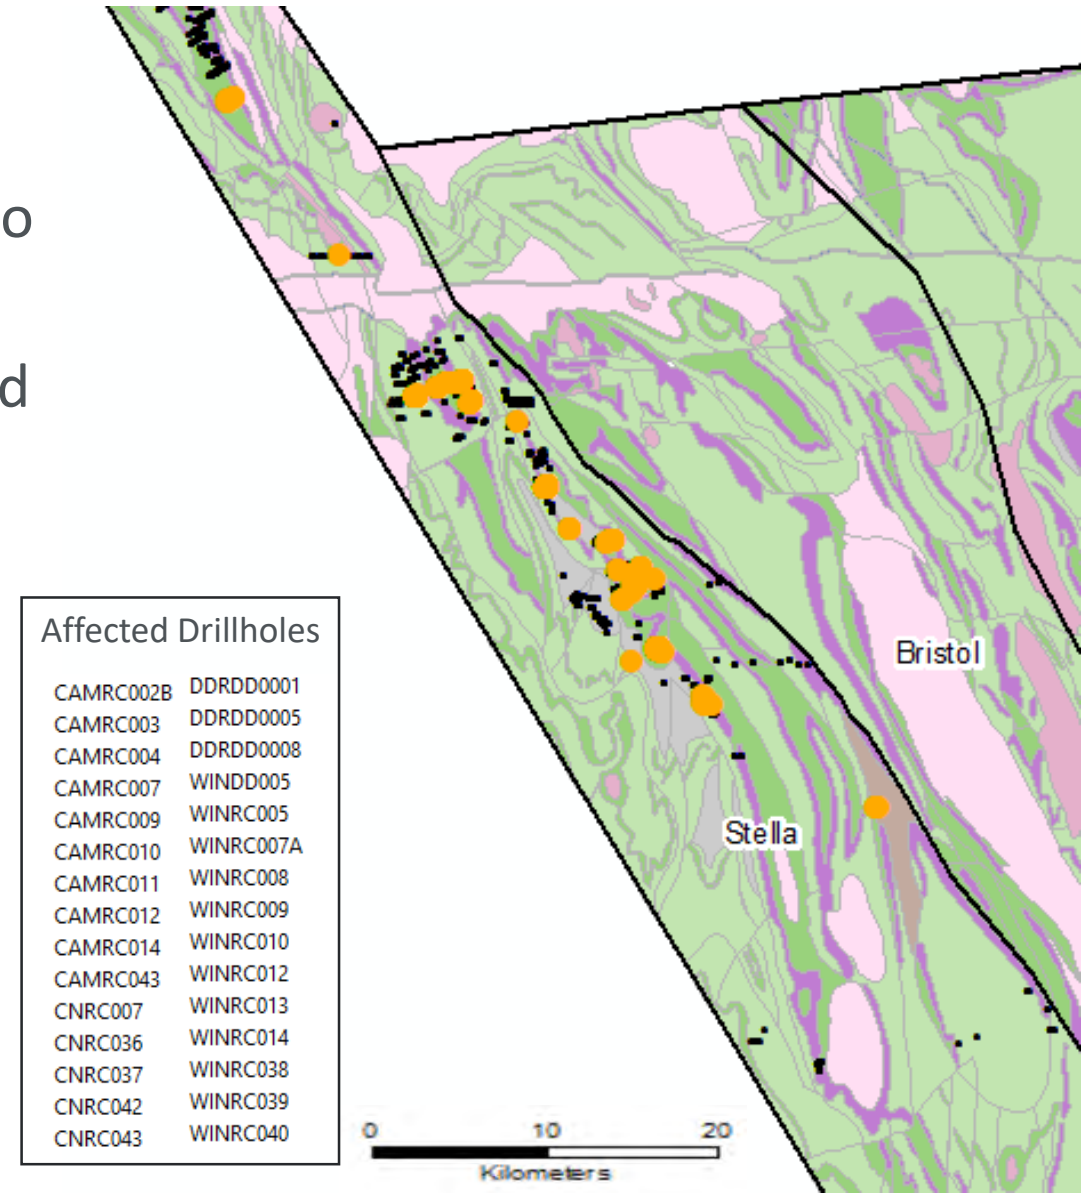 o
d
Affected Drillholes
CAMRC002B DDRDD0001
CAMRC003 DDRDD0005
CAMRC004 DDRDD0008
CAMRC007 WINDD005
CAMRC009 WINRC005
CAMRC010 WINRC007A
CAMRC011 WINRC008
CAMRC012 WINRC009
CAMRC014 WINRC010
CAMRC043 WINRC012
CNRC007 WINRC013
CNRC036 WINRC014
CNRC037 WINRC038
CNRC042 WINRC039
CNRC043 WINRC040
Bristol
Stella
0 10 20
Kilometers